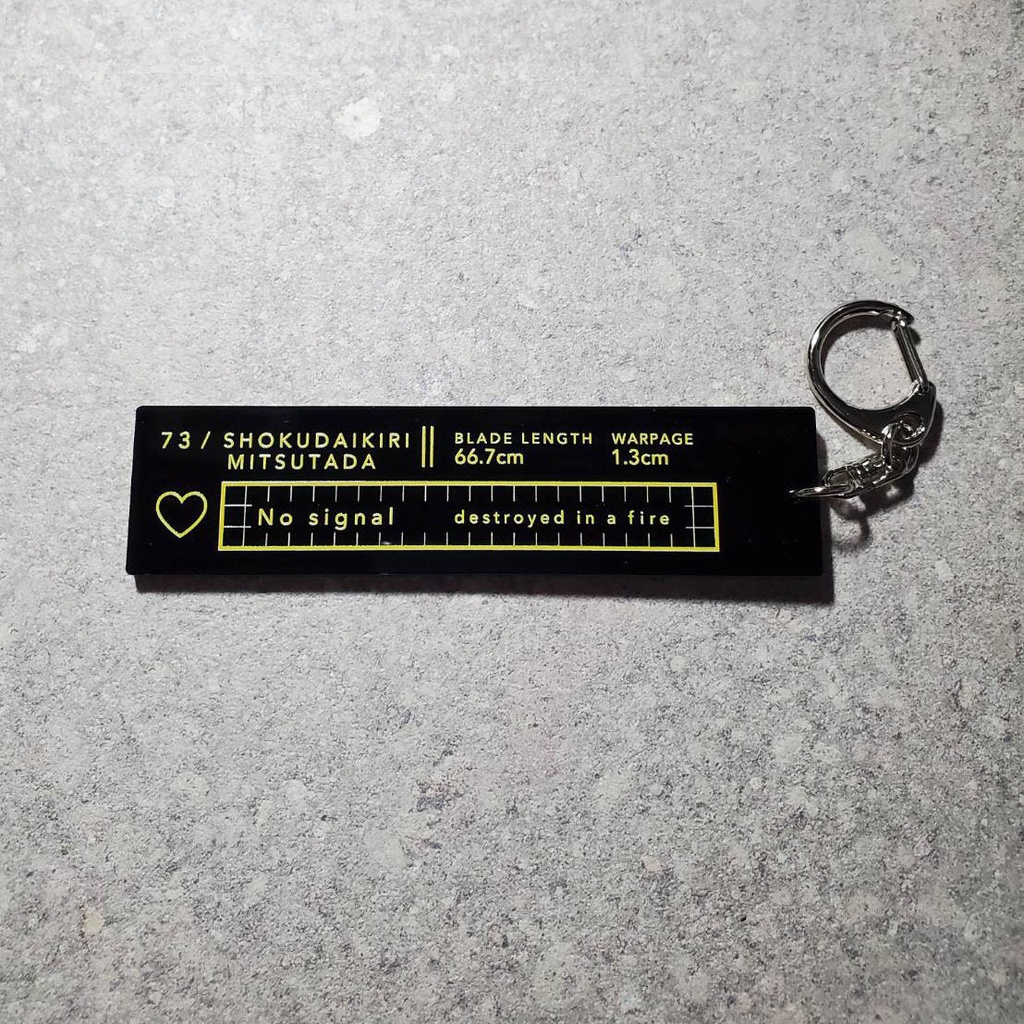 73 / SHOKUDAIKIRI
MITSUTADA
BLADE LENGTH
66.7cm
WARPAGE
1.3cm
No signal
destroyed in a fire